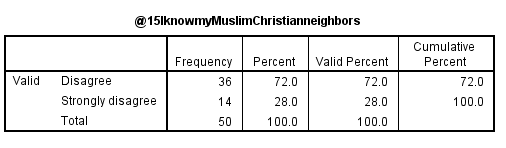 @15IknowmyMuslimChristianneighbors
Frequency Percent Valid Percent Cumulative Percent
Valid Disagree 36 72.0 72.0 72.0
Strongly disagree 14 28.0 28.0 100.0
Total 50 100.0 100.0